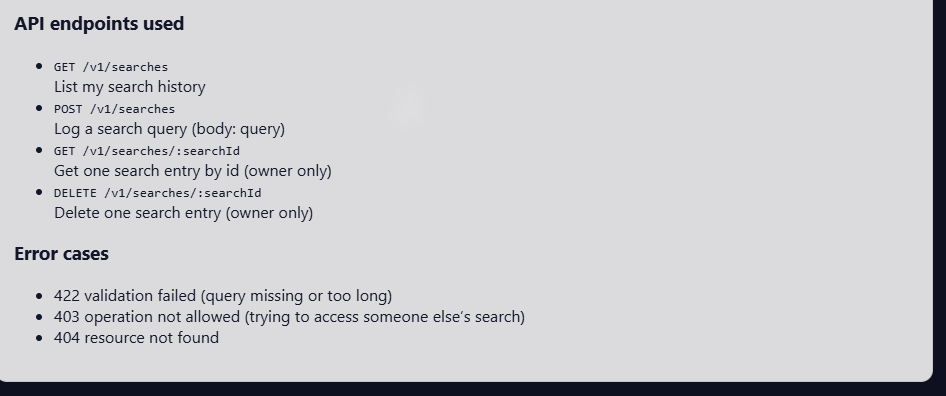 API endpoints used
GET /v1/searches
List my search history
POST /v1/searches
Log a search query (body: query)
GET /v1/searches/:searchId
Get one search entry by id (owner only)
DELETE /v1/searches/:searchId
Delete one search entry (owner only)
Error cases
422 validation failed (query missing or too long)
403 operation not allowed (trying to access someone else’s search)
404 resource not found